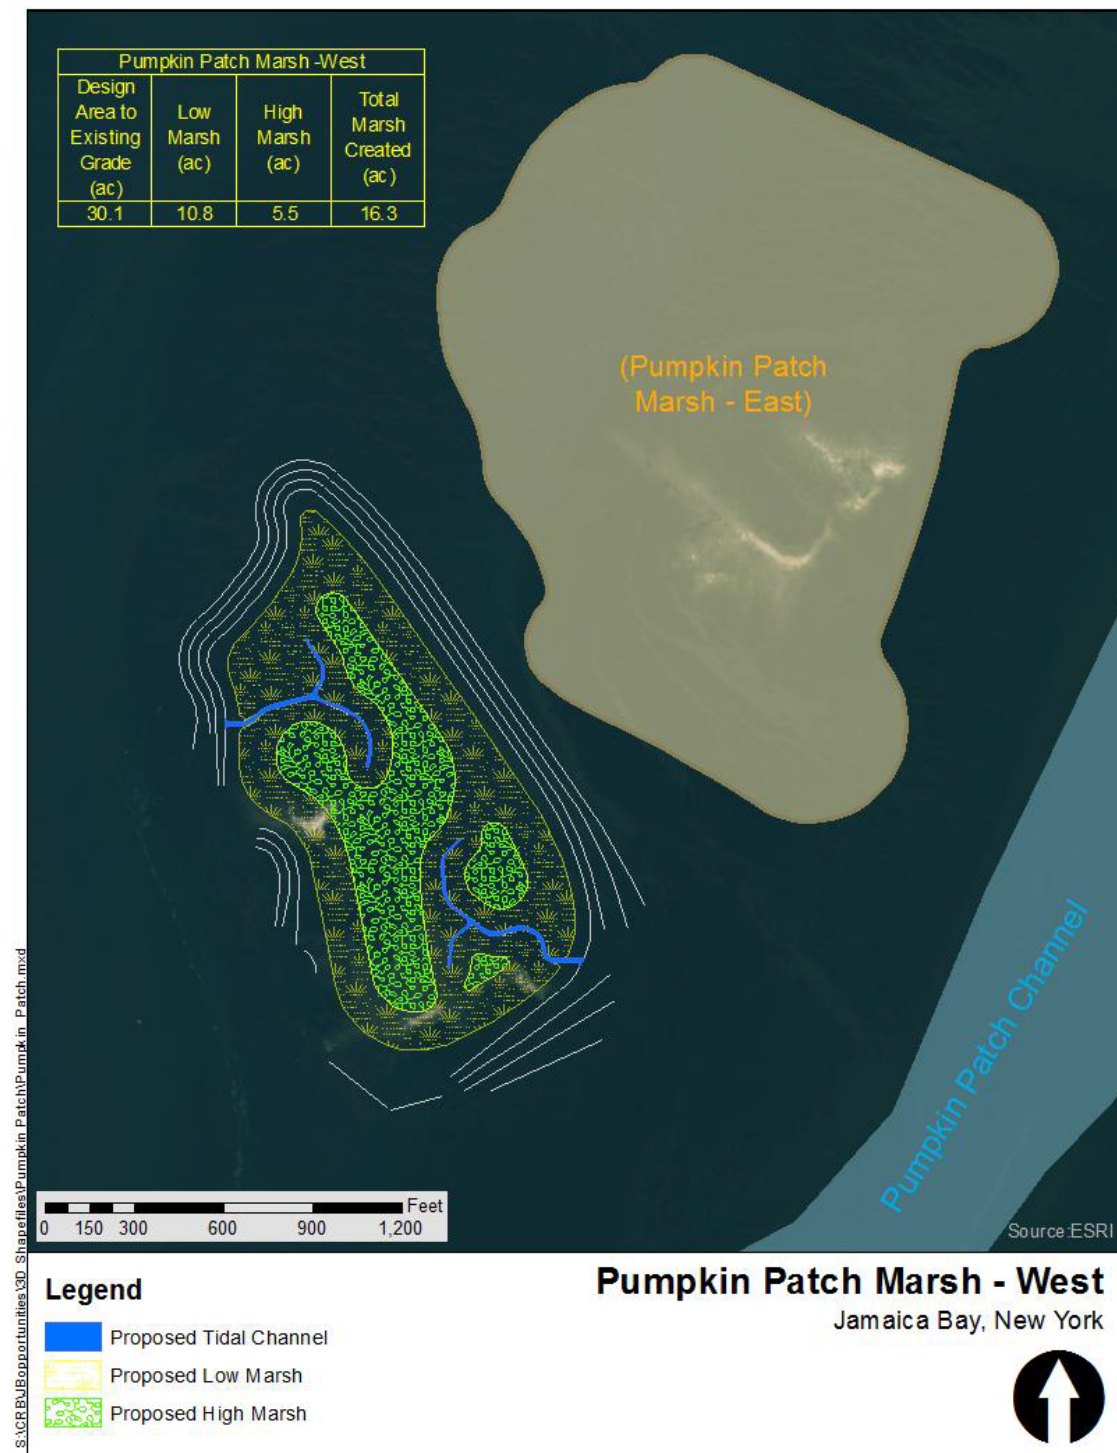 Pumpkin Patch Marsh -West
Design
Area to
Existing
Grade
(ac)
Low
Marsh
(ac)
High
Marsh
(ac)
Total
Marsh
Created
(ac)
30.1 10.8 5.5 16.3
(Pumpkin Patch
Marsh - East)
Pumpkin Patch Channel
Feet
0 150 300 600 900 1,200
Source:ESRI
S:\CRB\JBopportunities\3D_Shapefiles\Pumpkin Patch\Pumpkin_Patch.mxd
Legend
Proposed Tidal Channel
Proposed Low Marsh
Proposed High Marsh
Pumpkin Patch Marsh - West
Jamaica Bay, New York